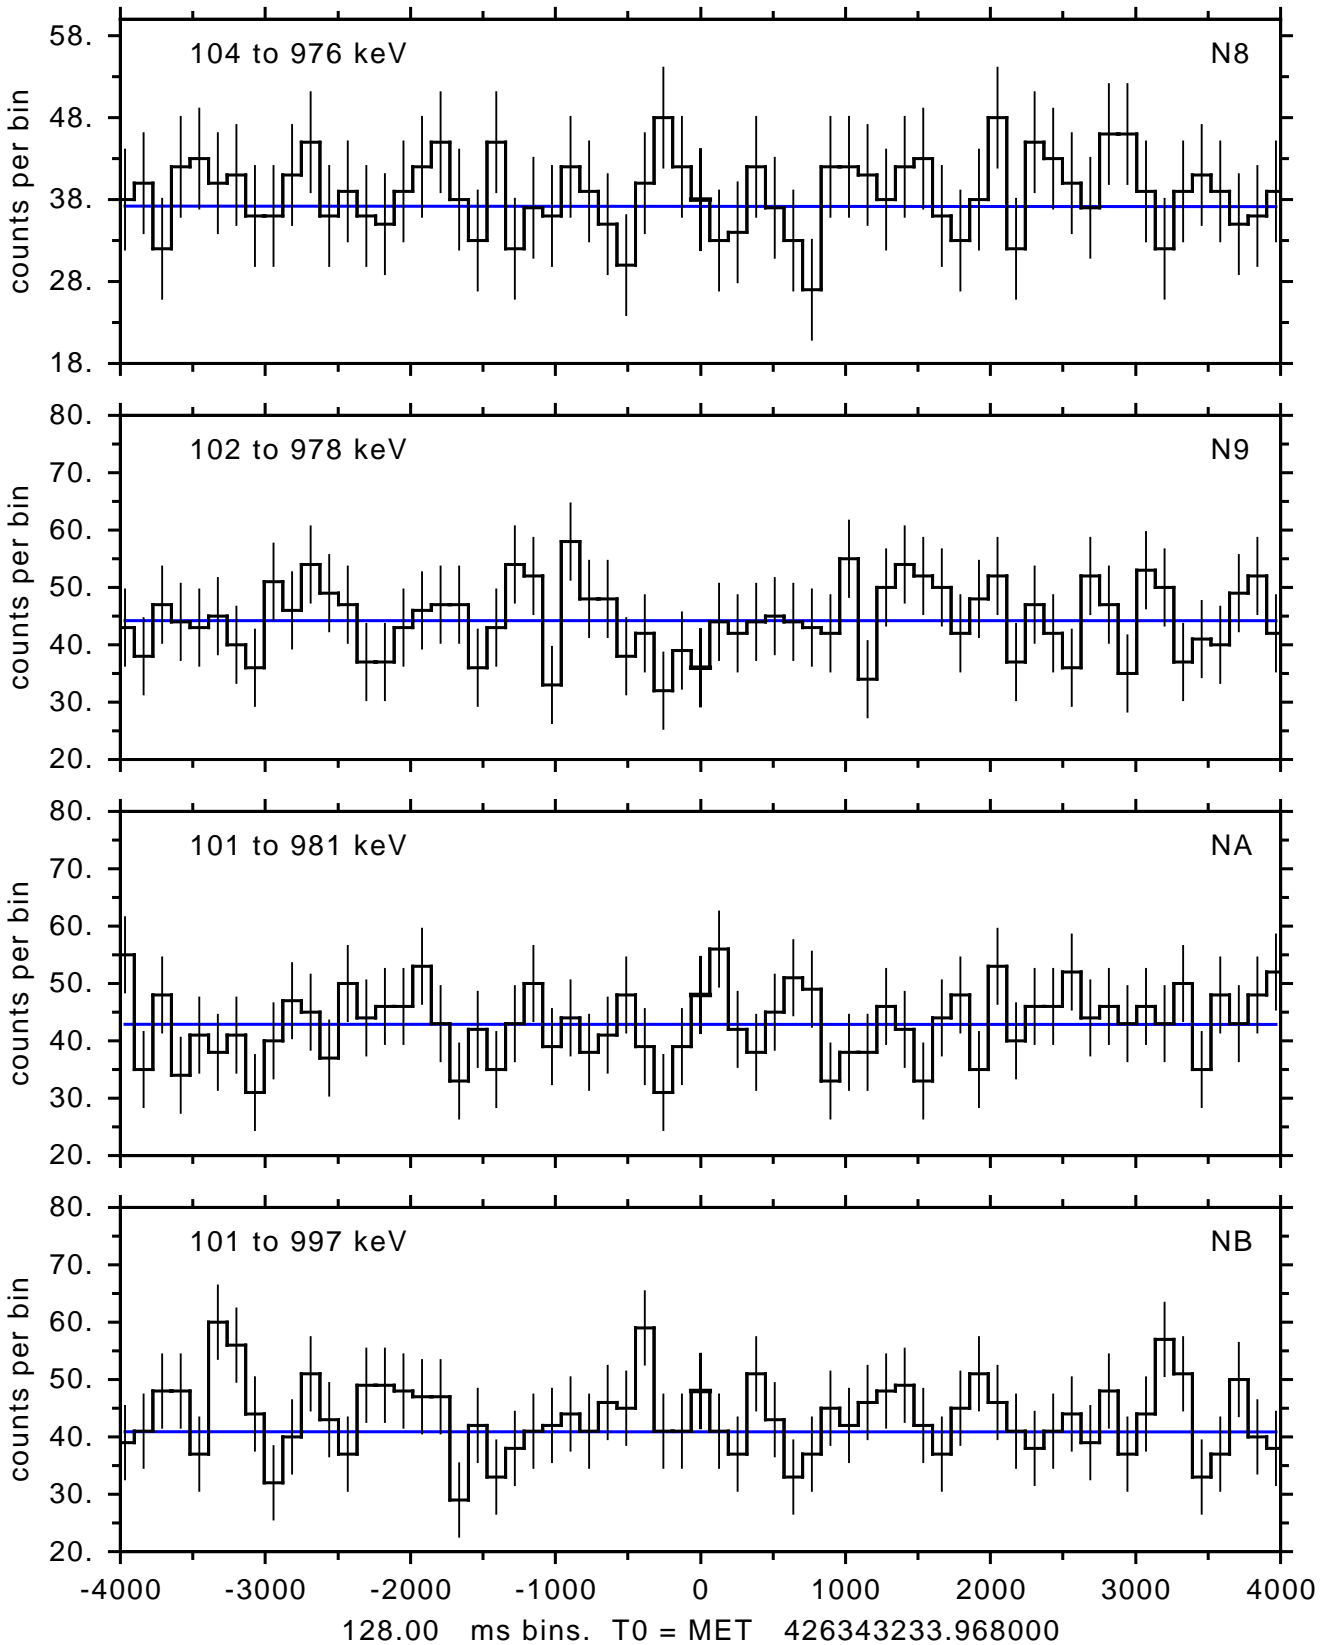 58.
104 to 976 keV
N8
48.
38.
28.
18.
counts per bin
80.
102 to 978 keV
N9
70.
60.
50.
40.
30.
20.
counts per bin
80.
101 to 981 keV
NA
70.
60.
50.
40.
30.
20.
counts per bin
80.
101 to 997 keV
NB
70.
60.
50.
40.
30.
20.
counts per bin
-4000 -3000 -2000 -1000 0 1000 2000 3000 4000
128.00 ms bins. T0 = MET 426343233.968000